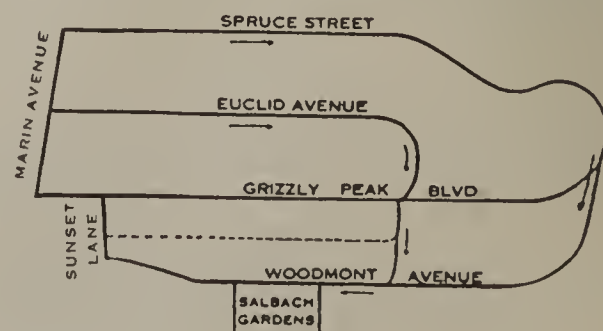 SPRUCE STREET
MARIN AVENUE
EUCLID AVENUE
GRIZZLY PEAK BLVD
SUNSET
LANE
WOODMONT AVENUE
SALBACH
GARDENS